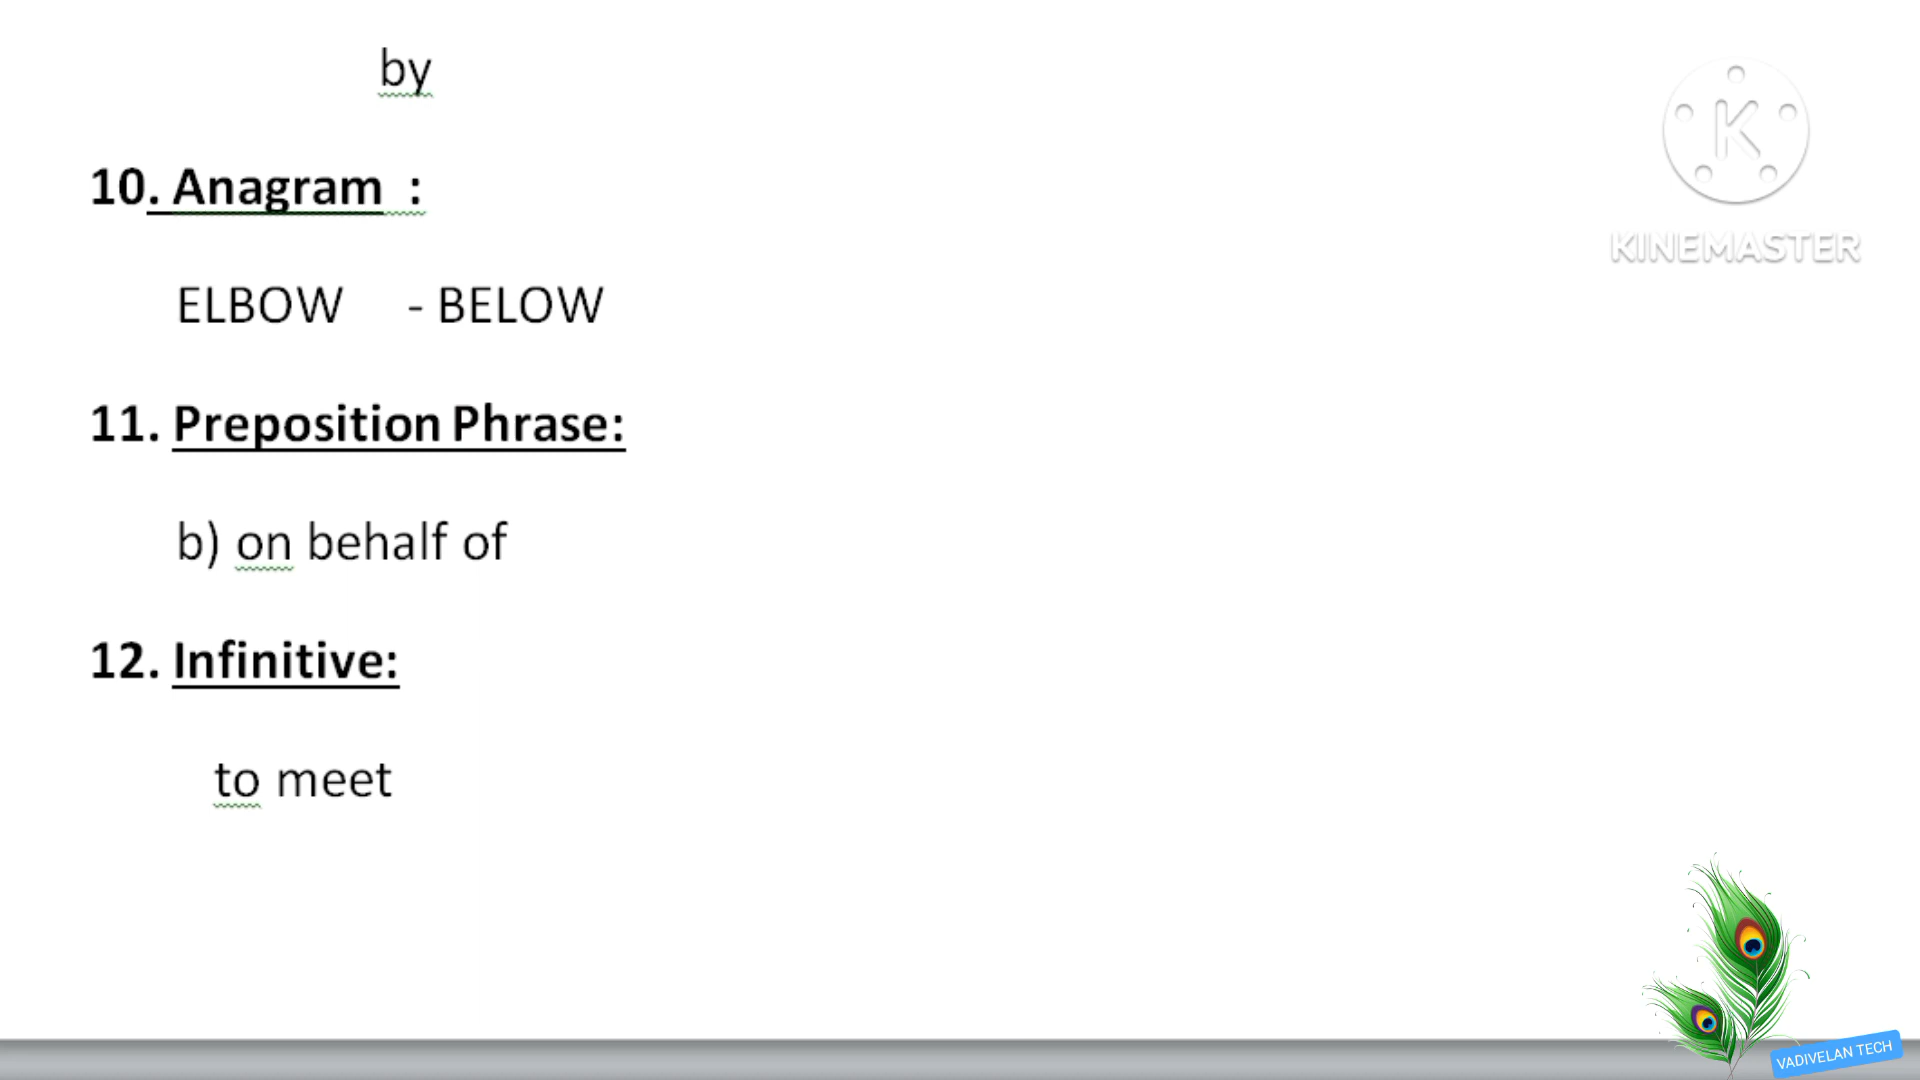 by
10. Anagram :
ELBOW - BELOW
11. Preposition Phrase:
b) on behalf of
12. Infinitive:
to meet
K
KINEMASTER
VADIVELAN TECH